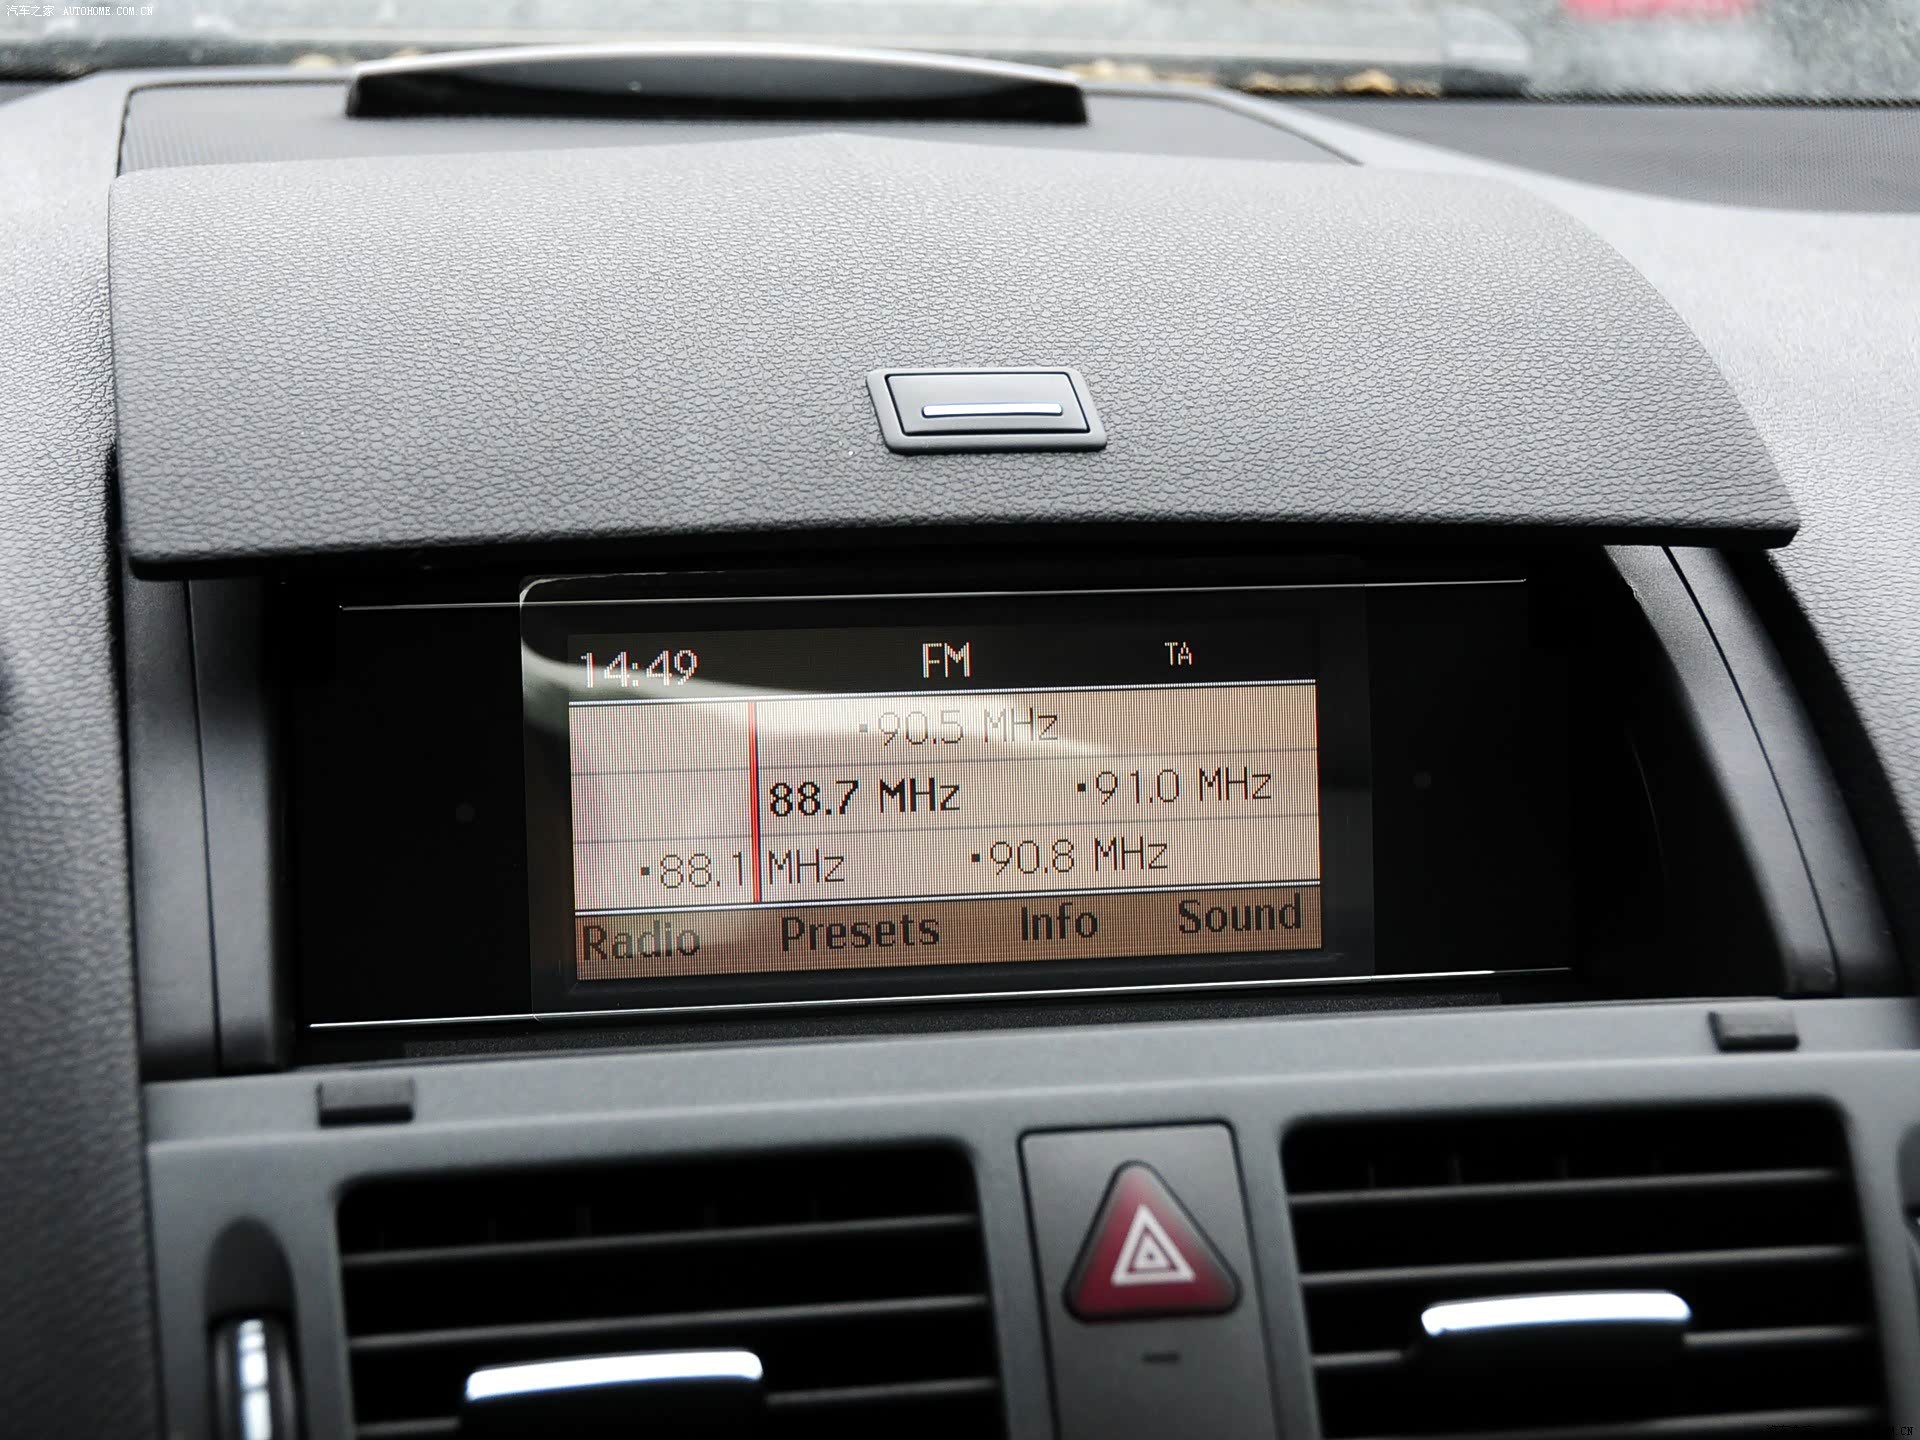 汽车之家 AUTOHOME.COM.CN
14:49 FM TA
·90.5 MHz
88.7 MHz ·91.0 MHz
·88.1 MHz ·90.8 MHz
Radio Presets Info Sound